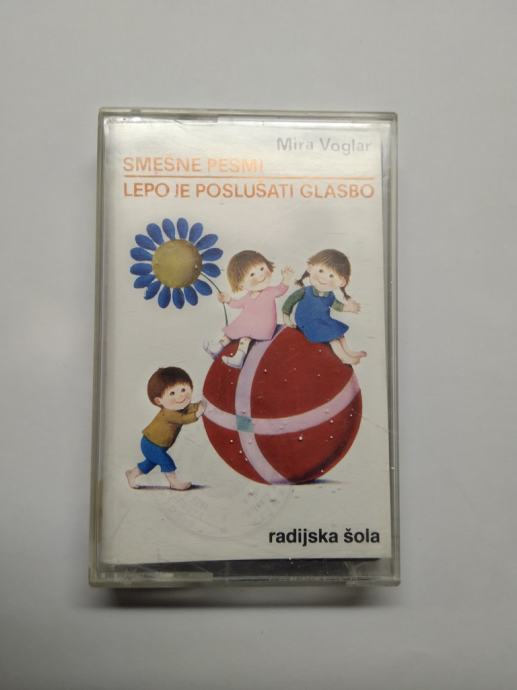 Mira Voglar
SMEŠNE PESMI
LEPO JE POSLUŠATI GLASBO
radijska šola